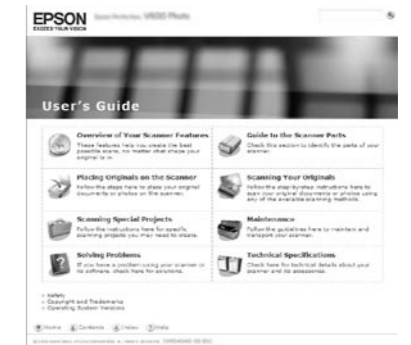 EPSON
EXCEED YOUR VISION
Epson Perfection V600 Photo
User's Guide
Overview of Your Scanner Features
These features help you create the best
possible scans, no matter what shape your
original is in.
Guide to the Scanner Parts
Check this section to identify the parts of your
scanner.
Placing Originals on the Scanner
Follow the steps here to place your original
documents or photos on the scanner.
Scanning Your Originals
Follow the step-by-step instructions here to
scan your original documents or photos using
any of the available scanning methods.
Scanning Special Projects
Follow the instructions here for specific
scanning projects you may need to create.
Maintenance
Follow the guidelines here to maintain and
transport your scanner.
Solving Problems
If you have a problem using your scanner or
its software, check here for solutions.
Technical Specifications
Check here for technical details about your
scanner and its accessories.
Safety
Copyright and Trademarks
Operating System Versions
Home Contents Index Help